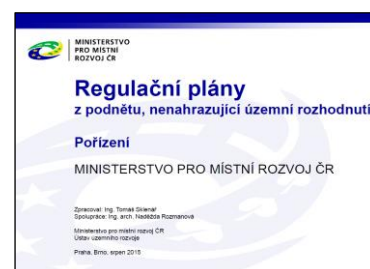 MINISTERSTVO
PRO MÍSTNÍ
ROZVOJ ČR
Regulační plány
z podnětu, nenahrazující územní rozhodnutí
Pořízení
MINISTERSTVO PRO MÍSTNÍ ROZVOJ ČR
Zpracoval: Ing. Tomáš Sklenář
Spolupráce: Ing. arch. Naděžda Rozmanová
Ministerstvo pro místní rozvoj ČR
Ústav územního rozvoje
Praha, Brno, srpen 2015